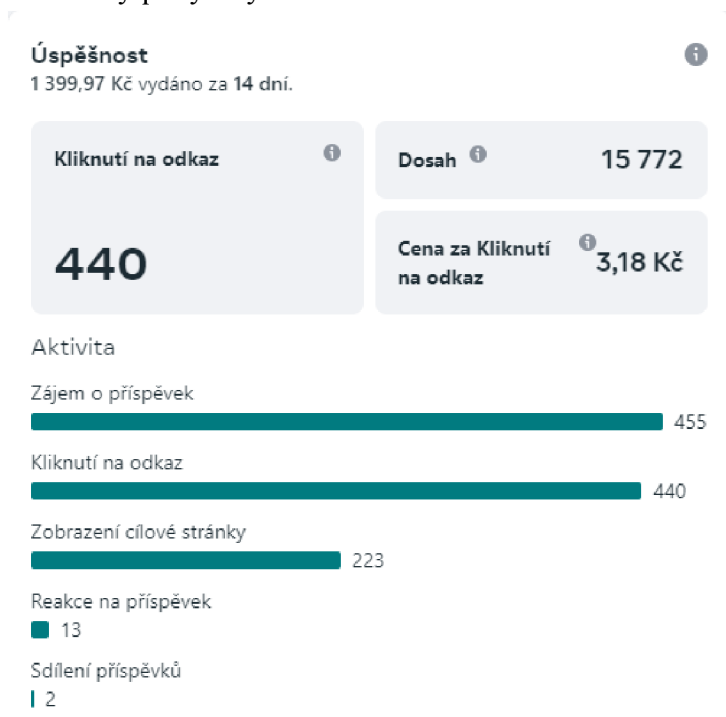 Úspěšnost
1 399,97 Kč vydáno za 14 dní.
Kliknutí na odkaz
440
Dosah
15 772
Cena za Kliknutí
na odkaz
3,18 Kč
Aktivita
Zájem o příspěvek
455
Kliknutí na odkaz
440
Zobrazení cílové stránky
223
Reakce na příspěvek
13
Sdílení příspěvků
2